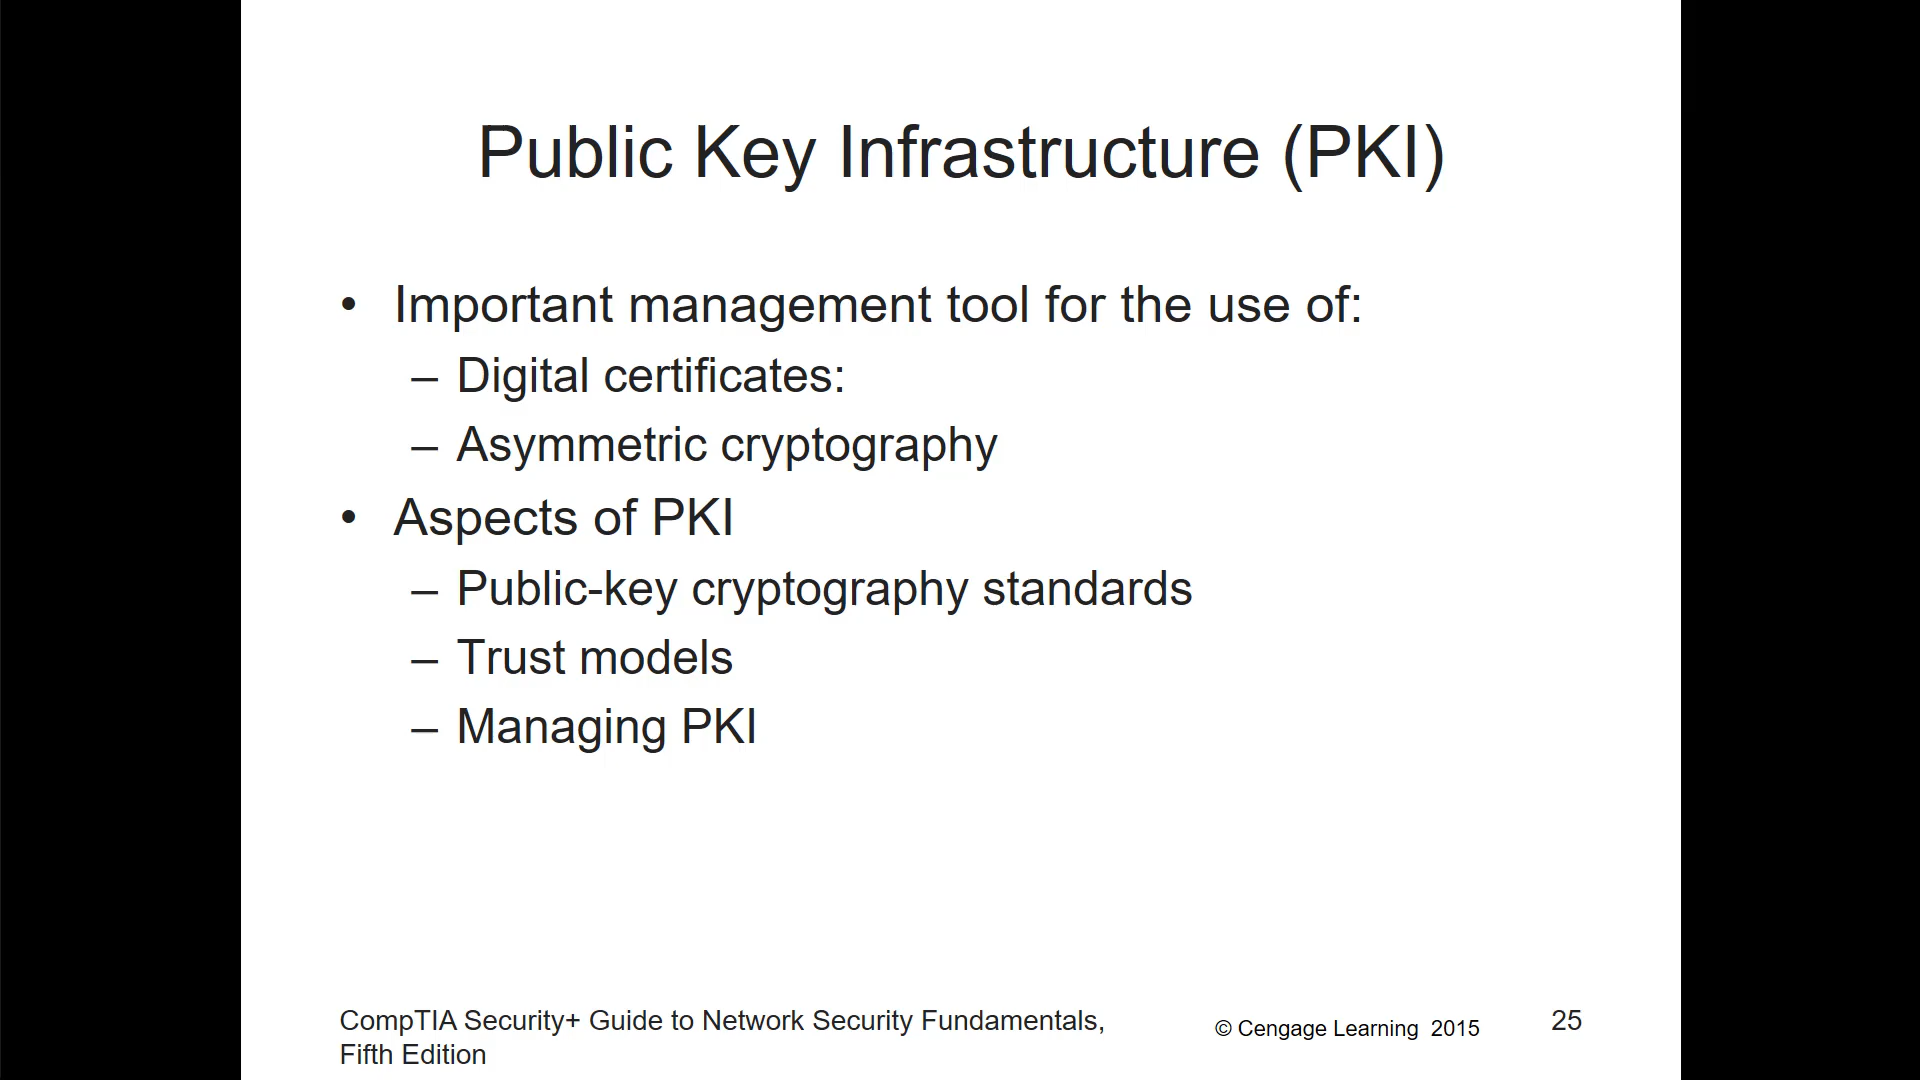 Public Key Infrastructure (PKI)
• Important management tool for the use of:
– Digital certificates:
– Asymmetric cryptography
• Aspects of PKI
– Public-key cryptography standards
– Trust models
– Managing PKI
CompTIA Security+ Guide to Network Security Fundamentals,
Fifth Edition
© Cengage Learning 2015
25